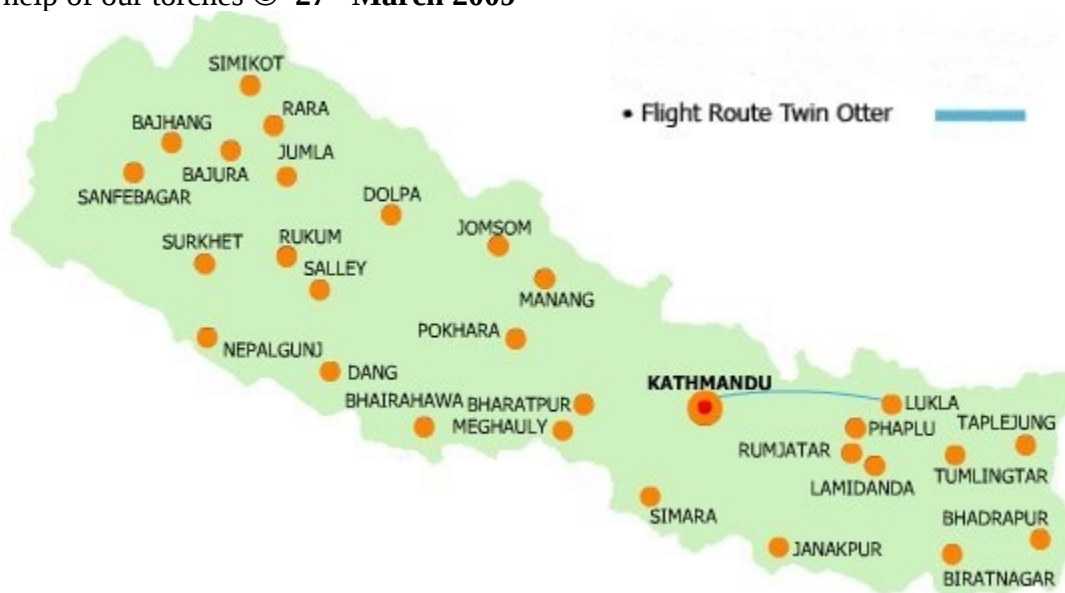 help of our torches © 27 March 2009
SIMIKOT
RARA
BAJHANG
JUMLA
BAJURA
SANFEBAGAR
DOLPA
SURKHET
RUKUM
JOMSOM
SALLEY
MANANG
POKHARA
NEPALGUNJ
DANG
BHAIRAHAWA
BHARATPUR
MEGHAULY
KATHMANDU
LUKLA
PHAPLU
TAPLEJUNG
RUMJATAR
TUMLINGTAR
LAMIDANDA
SIMARA
BHADRAPUR
JANAKPUR
BIRATNAGAR
• Flight Route Twin Otter